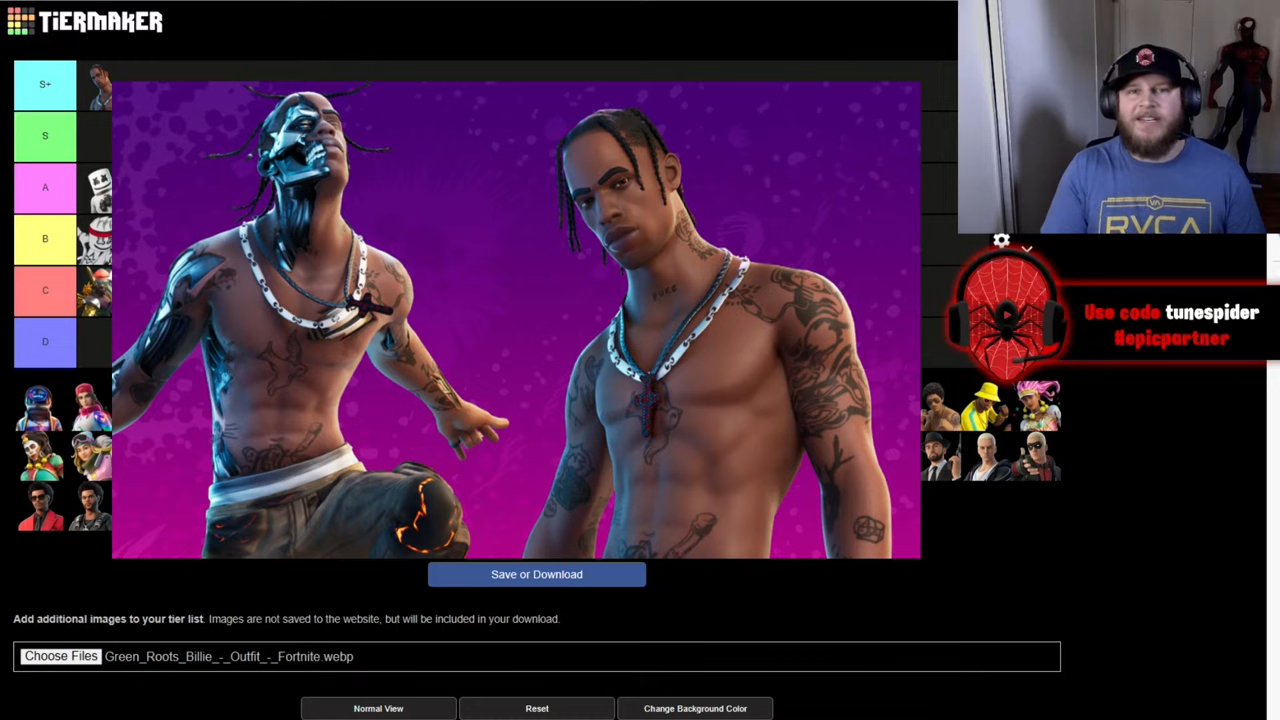 TIERMAKER
S+
S
A
B
C
D
RVCA
Use code tunespider
#epicpartner
Save or Download
Add additional images to your tier list. Images are not saved to the website, but will be included in your download.
Choose Files Green_Roots_Billie_-_Outfit_-_Fortnite.webp
Normal View
Reset
Change Background Color